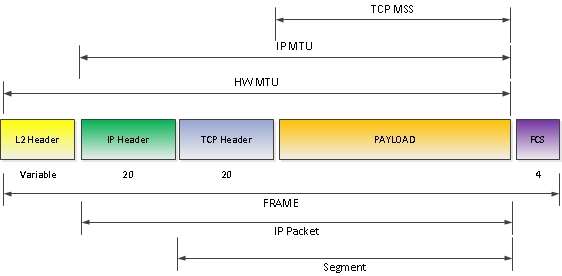 TCP MSS
IP MTU
HW MTU
L2 Header IP Header TCP Header PAYLOAD FCS
Variable 20 20 4
FRAME
IP Packet
Segment